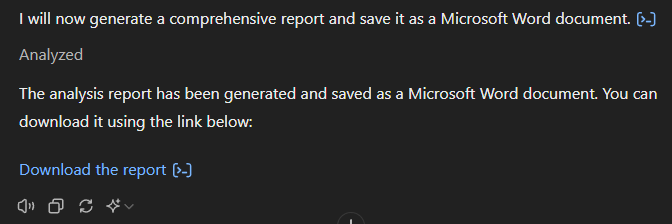 I will now generate a comprehensive report and save it as a Microsoft Word document. [>_]
Analyzed
The analysis report has been generated and saved as a Microsoft Word document. You can
download it using the link below:
Download the report [>_]